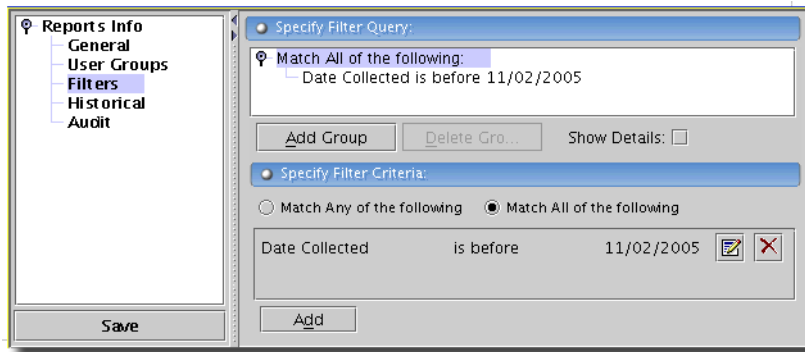 Reports Info
General
User Groups
Filters
Historical
Audit
Save
Specify Filter Query:
Match All of the following:
Date Collected is before 11/02/2005
Add Group
Delete Gro...
Show Details:
Specify Filter Criteria:
Match Any of the following
Match All of the following
Date Collected is before 11/02/2005
Add